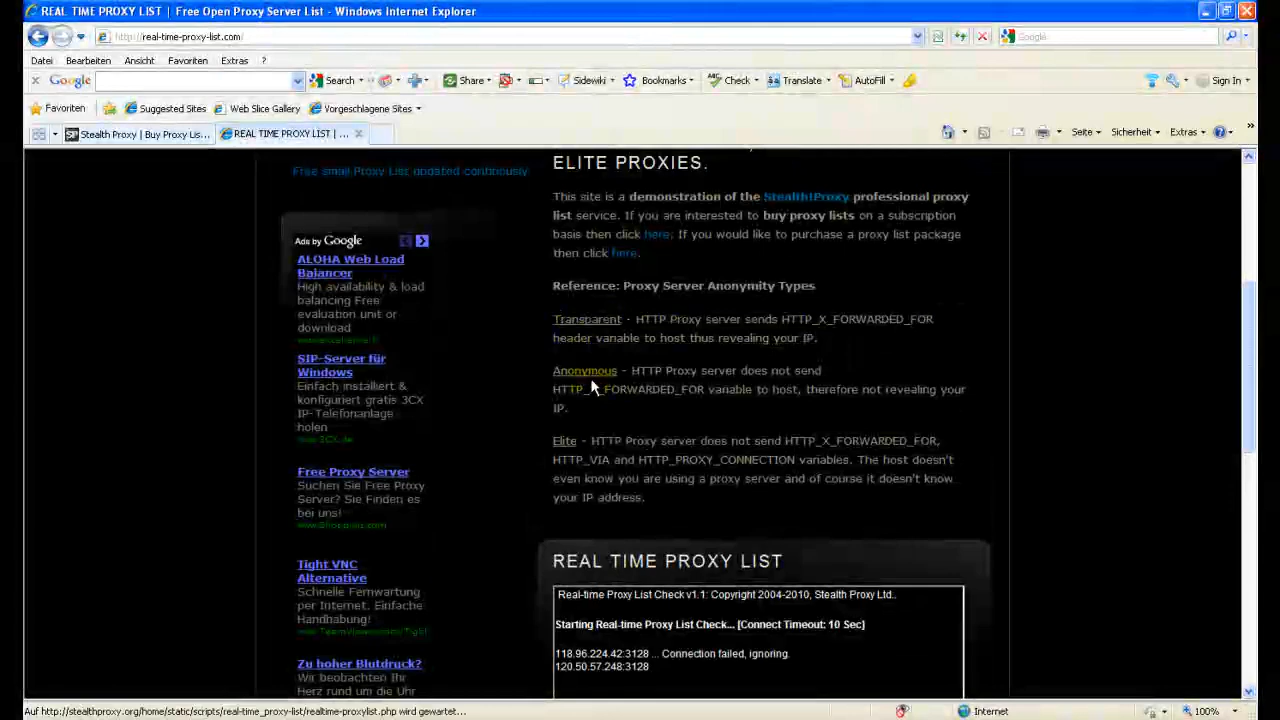 REAL TIME PROXY LIST | Free Open Proxy Server List - Windows Internet Explorer
http://real-time-proxy-list.com/
Google
Datei Bearbeiten Ansicht Favoriten Extras ?
Google Search Share Sidewiki Bookmarks Check Translate AutoFill Sign In
Favoriten Suggested Sites Web Slice Gallery Vorgeschlagene Sites
Stealth Proxy | Buy Proxy Lis... REAL TIME PROXY LIST | ... Seite Sicherheit Extras
Free small Proxy List updated continously
Ads by Google
ALOHA Web Load
Balancer
High availability & load
balancing Free
evaluation unit or
download
SIP-Server für
Windows
Einfach installiert &
konfiguriert gratis 3CX
IP-Telefonanlage
holen
www.3CX.de
Free Proxy Server
Suchen Sie Free Proxy
Server? Sie Finden es
bei uns!
Tight VNC
Alternative
Schnelle Fernwartung
per Internet. Einfache
Handhabung!
Zu hoher Blutdruck?
Wir beobachten Ihr
Herz rund um die Uhr
ELITE PROXIES.
This site is a demonstration of the Stealth!Proxy professional proxy
list service. If you are interested to buy proxy lists on a subscription
basis then click here; If you would like to purchase a proxy list package
then click here.
Reference: Proxy Server Anonymity Types
Transparent - HTTP Proxy server sends HTTP_X_FORWARDED_FOR
header variable to host thus revealing your IP.
Anonymous - HTTP Proxy server does not send
HTTP_X_FORWARDED_FOR variable to host, therefore not revealing your
IP.
Elite - HTTP Proxy server does not send HTTP_X_FORWARDED_FOR,
HTTP_VIA and HTTP_PROXY_CONNECTION variables. The host doesn't
even know you are using a proxy server and of course it doesn't know
your IP address.
REAL TIME PROXY LIST
Real-time Proxy List Check v1.1: Copyright 2004-2010, Stealth Proxy Ltd..
Starting Real-time Proxy List Check... [Connect Timeout: 10 Sec]
118.96.224.42:3128 ... Connection failed, ignoring.
120.50.57.248:3128
Auf http://stealthproxy.org/home/static/scripts/real-time_proxy-list/realtime-proxylist.php wird gewartet...
Internet
100%